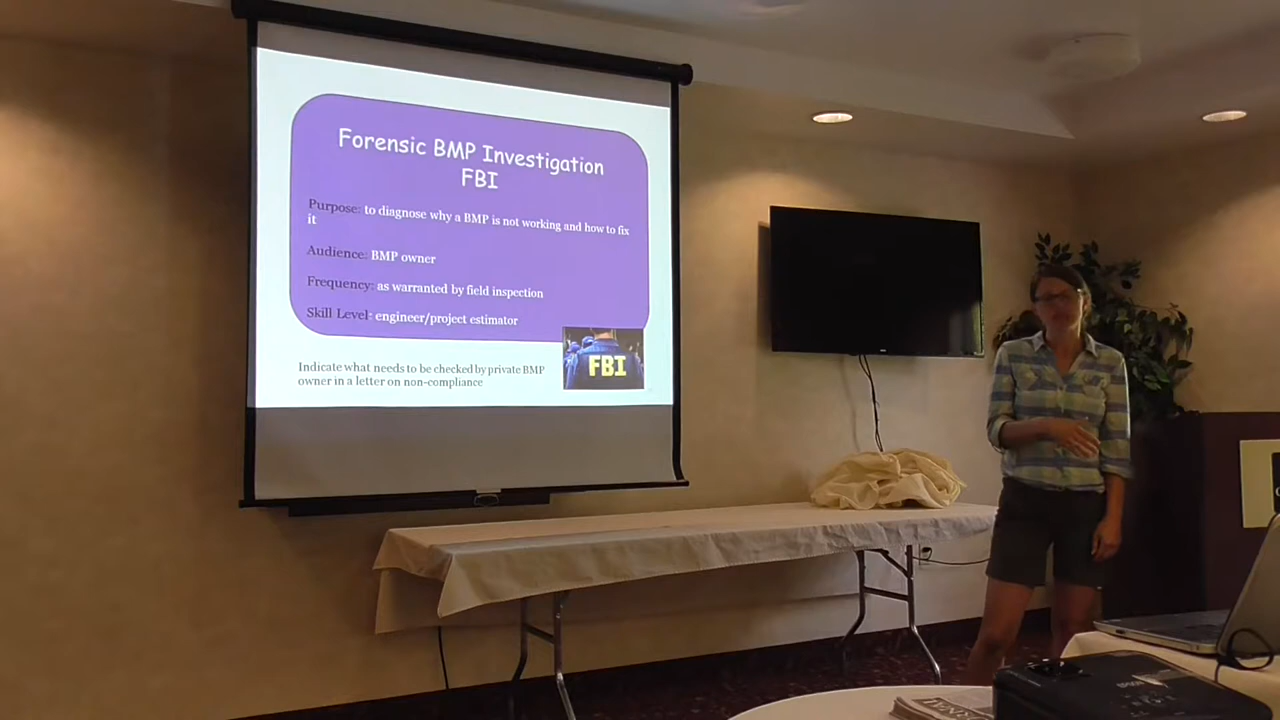 Forensic BMP Investigation
FBI
Purpose: to diagnose why a BMP is not working and how to fix
it
Audience: BMP owner
Frequency: as warranted by field inspection
Skill Level: engineer/project estimator
FBI
Indicate what needs to be checked by private BMP
owner in a letter on non-compliance
EPSON